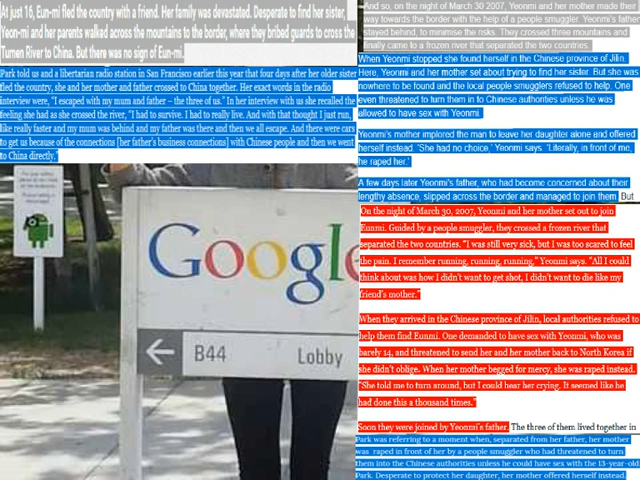 At just 16, Eun-mi fled the country with a friend. Her family was devastated. Desperate to find her sister,
Yeon-mi and her parents walked across the mountains to the border, where they bribed guards to cross the
Tumen River to China. But there was no sign of Eun-mi.
Park told us and a libertarian radio station in San Francisco earlier this year that four days after her older sister
fled the country, she and her mother and father crossed to China together. Her exact words in the radio
interview were, "I escaped with my mum and father – the three of us." In her interview with us she recalled the
feeling she had as she crossed the river, "I had to survive. I had to really live. And with that thought I just run,
like really faster and my mum was behind and my father was there and then we all escape. And there were cars
to get us because of the connections [her father's business connections] with Chinese people and then we went
to China directly."
Google
B44 Lobby
And so, on the night of March 30 2007, Yeonmi and her mother made their
way towards the border with the help of a people smuggler. Yeonmi's father
stayed behind, to minimise the risks. They crossed three mountains and
finally came to a frozen river that separated the two countries.
When Yeonmi stopped she found herself in the Chinese province of Jilin.
Here, Yeonmi and her mother set about trying to find her sister. But she was
nowhere to be found and the local people smugglers refused to help. One
even threatened to turn them in to Chinese authorities unless he was
allowed to have sex with Yeonmi.
Yeonmi's mother implored the man to leave her daughter alone and offered
herself instead. 'She had no choice,' Yeonmi says. 'Literally, in front of me,
he raped her.'
A few days later Yeonmi's father, who had become concerned about their
lengthy absence, slipped across the border and managed to join them. But
On the night of March 30, 2007, Yeonmi and her mother set out to join
Eunmi. Guided by a people smuggler, they crossed a frozen river that
separated the two countries. "I was still very sick, but I was too scared to feel
the pain. I remember running, running, running," Yeonmi says. "All I could
think about was how I didn't want to get shot, I didn't want to die like my
friend's mother."
When they arrived in the Chinese province of Jilin, local authorities refused to
help them find Eunmi. One demanded to have sex with Yeonmi, who was
barely 14, and threatened to send her and her mother back to North Korea if
she didn't oblige. When her mother begged for mercy, she was raped instead.
"She told me to turn around, but I could hear her crying. It seemed like he
had done this a thousand times."
Soon they were joined by Yeonmi's father. The three of them lived together in
Park was referring to a moment when, separated from her father, her mother
was raped in front of her by a people smuggler who had threatened to turn
them into the Chinese authorities unless he could have sex with the 13-year-old
Park. Desperate to protect her daughter, her mother offered herself instead.